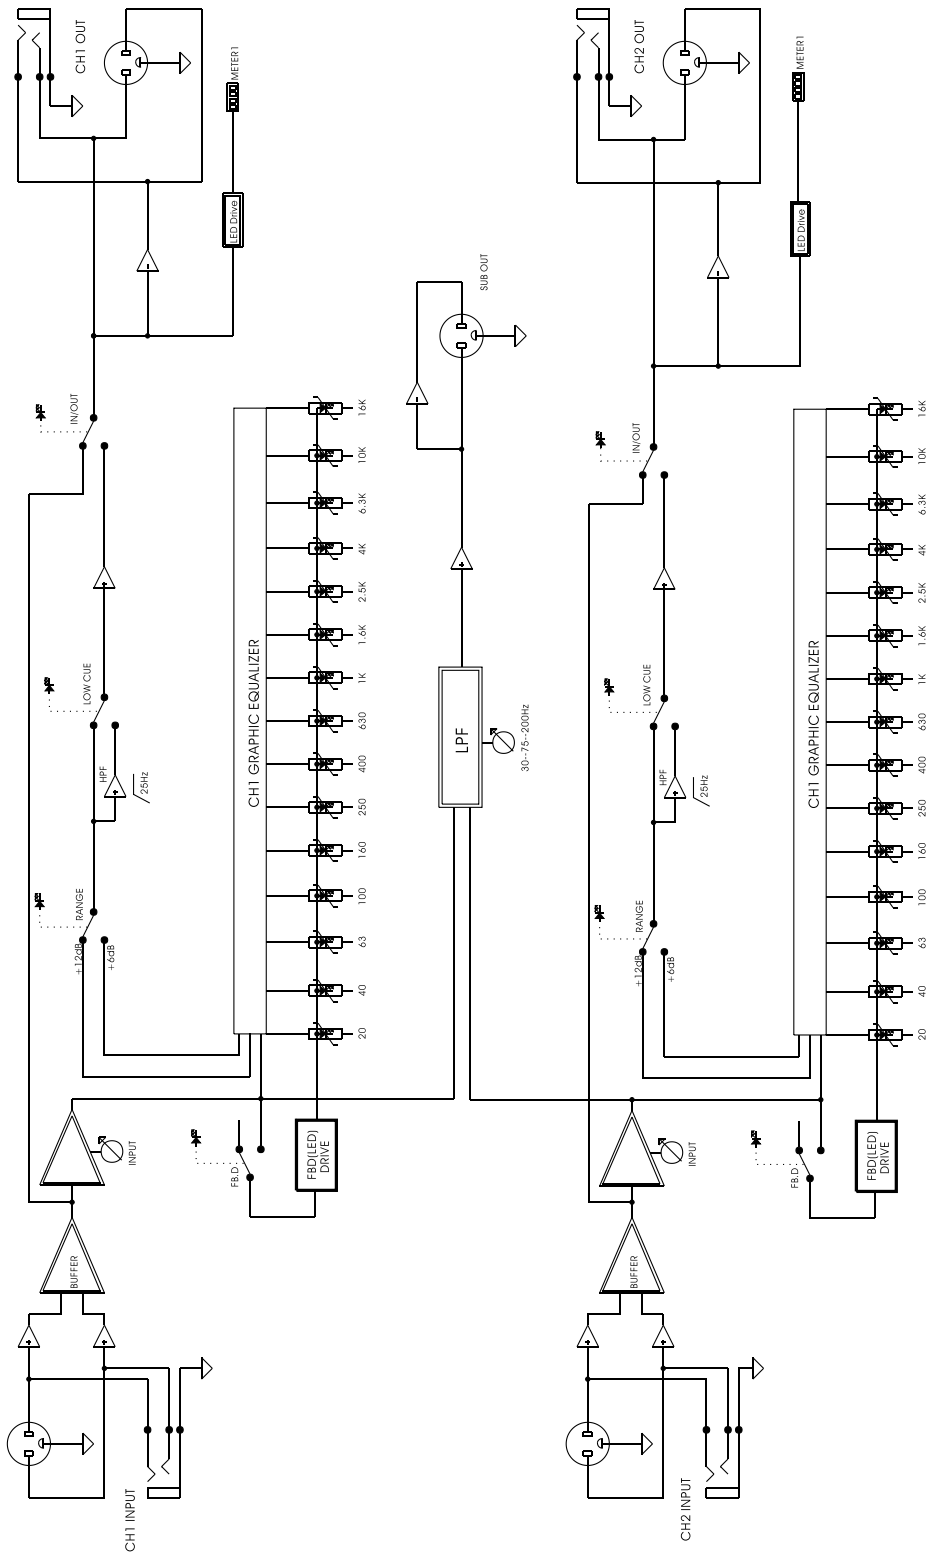 CH1 INPUT
BUFFER
INPUT
FB.D
FBD(LED)
DRIVE
+12dB
+6dB
RANGE
HPF
25Hz
LOW CUE
IN/OUT
CH1 GRAPHIC EQUALIZER
20
40
63
100
160
250
400
630
1K
1.6K
2.5K
4K
6.3K
10K
16K
LED Drive
METER1
CH1 OUT
LPF
30--75--200Hz
SUB OUT
CH2 INPUT
BUFFER
INPUT
FB.D
FBD(LED)
DRIVE
+12dB
+6dB
RANGE
HPF
25Hz
LOW CUE
IN/OUT
CH1 GRAPHIC EQUALIZER
20
40
63
100
160
250
400
630
1K
1.6K
2.5K
4K
6.3K
10K
16K
LED Drive
METER1
CH2 OUT